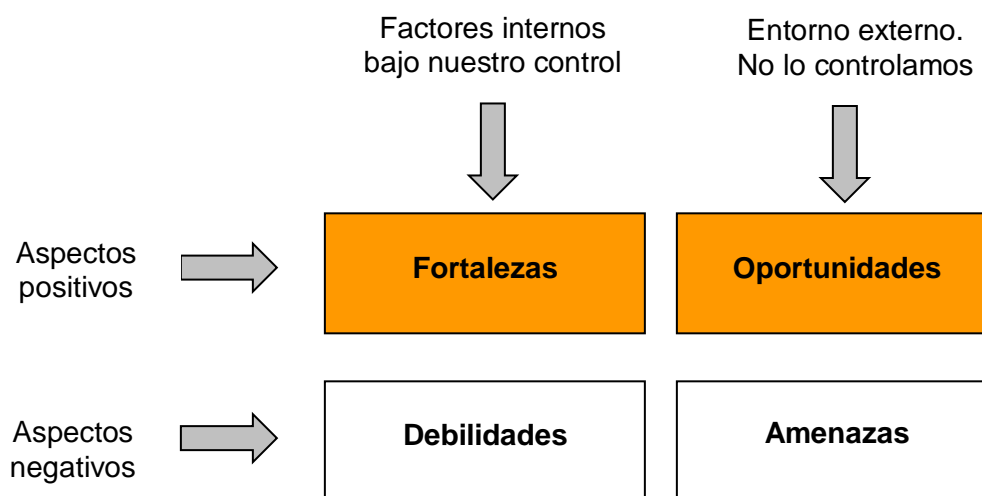 Factores internos
bajo nuestro control
Entorno externo.
No lo controlamos
Aspectos
positivos
Fortalezas
Oportunidades
Aspectos
negativos
Debilidades
Amenazas